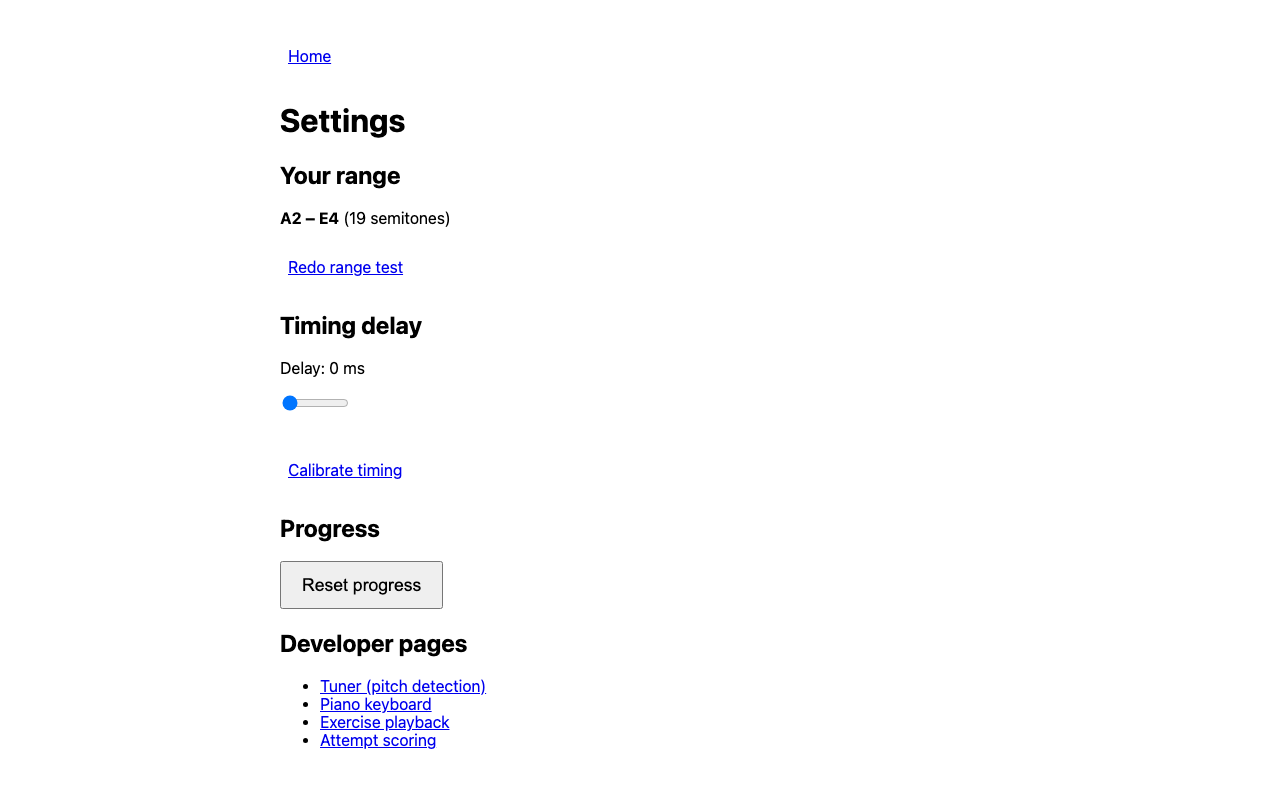 Home
Settings
Your range
A2 – E4 (19 semitones)
Redo range test
Timing delay
Delay: 0 ms
Calibrate timing
Progress
Reset progress
Developer pages
Tuner (pitch detection)
Piano keyboard
Exercise playback
Attempt scoring